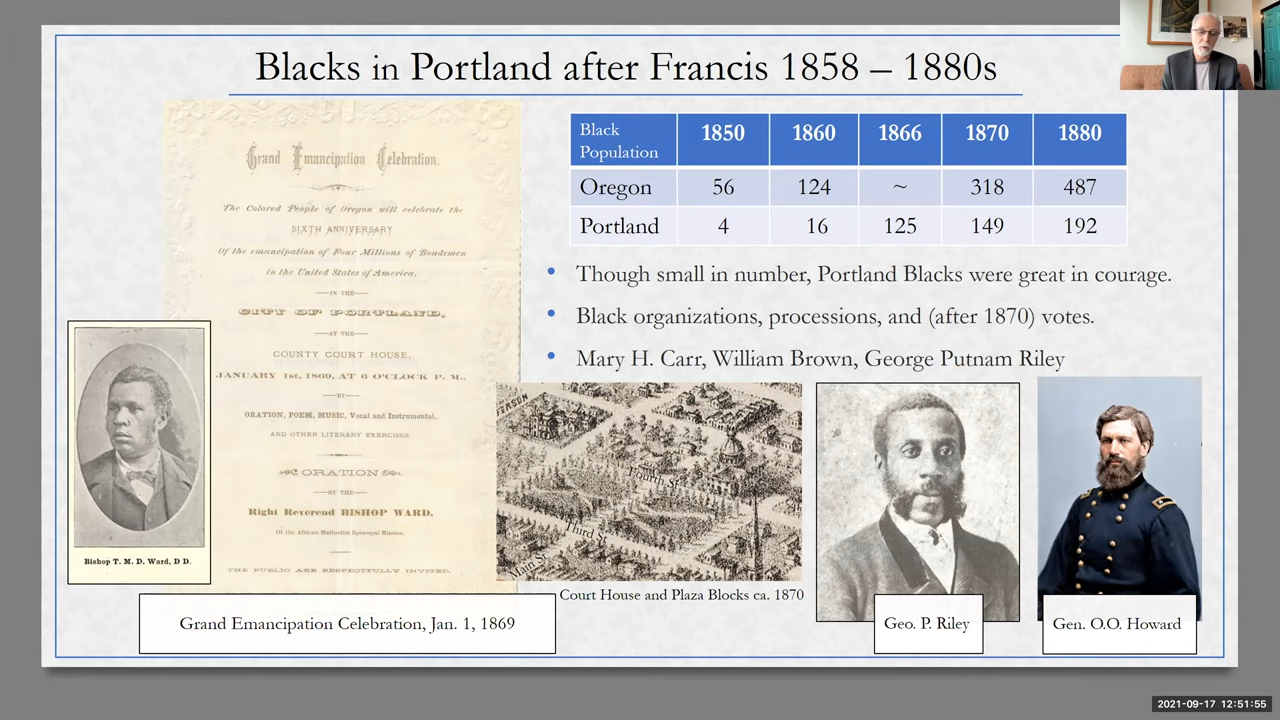 Blacks in Portland after Francis 1858 – 1880s
Grand Emancipation Celebration.
The Colored People of Oregon will celebrate the
SIXTH ANNIVERSARY
Of the emancipation of Four Millions of Bondsmen
in the United States of America,
IN THE
CITY OF PORTLAND,
AT THE
COUNTY COURT HOUSE,
JANUARY 1st, 1869, AT 6 O'CLOCK P. M.,
BY
ORATION, POEM, MUSIC, Vocal and Instrumental,
AND OTHER LITERARY EXERCISES.
ORATION
BY THE
Right Reverend BISHOP WARD,
Of the African Methodist Episcopal Mission.
THE PUBLIC ARE RESPECTFULLY INVITED.
Bishop T. M. D. Ward, D D.
Grand Emancipation Celebration, Jan. 1, 1869
Black Population 1850 1860 1866 1870 1880
Oregon 56 124 ~ 318 487
Portland 4 16 125 149 192
• Though small in number, Portland Blacks were great in courage.
• Black organizations, processions, and (after 1870) votes.
• Mary H. Carr, William Brown, George Putnam Riley
Fourth St.
Third St.
Main St.
Court House and Plaza Blocks ca. 1870
Geo. P. Riley
Gen. O.O. Howard
2021-09-17 12:51:55